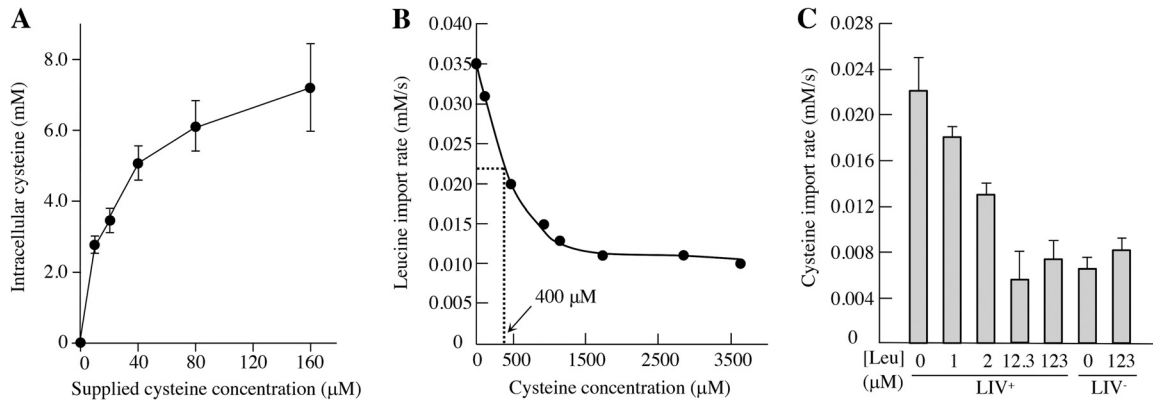 A
Intracellular cysteine (mM)
8.0
6.0
4.0
2.0
0
0 40 80 120 160
Supplied cysteine concentration (μM)
B
Leucine import rate (mM/s)
0.040
0.035
0.030
0.025
0.020
0.015
0.010
0.005
0
400 μM
0 500 1500 2500 3500
Cysteine concentration (μM)
C
Cysteine import rate (mM/s)
0.028
0.024
0.020
0.016
0.012
0.008
0.004
0
[Leu] 0 1 2 12.3 123 0 123
(μM) LIV⁺ LIV⁻